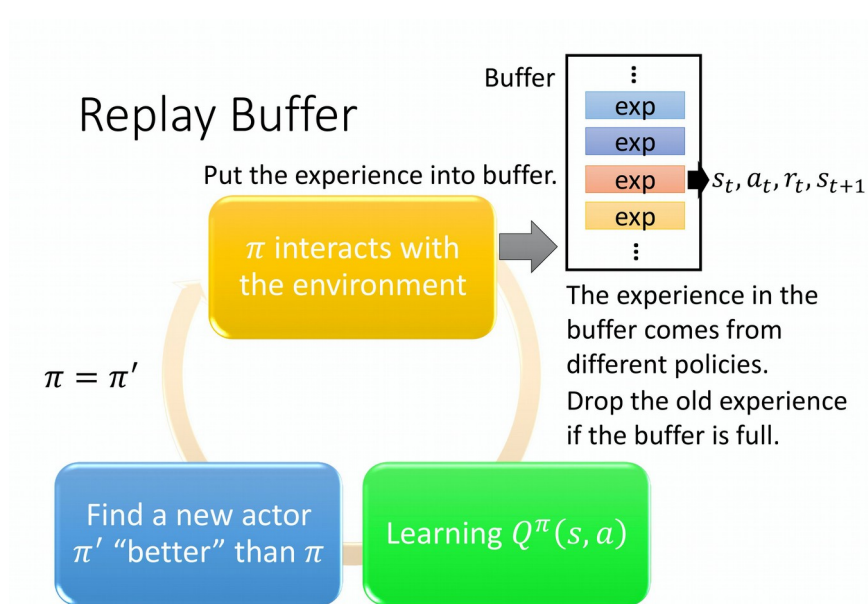 Replay Buffer
Buffer
⋮
exp
exp
exp
exp
⋮
s_t, a_t, r_t, s_{t+1}
Put the experience into buffer.
π interacts with
the environment
The experience in the
buffer comes from
different policies.
Drop the old experience
if the buffer is full.
π = π′
Find a new actor
π′ “better” than π
Learning Q^π(s, a)